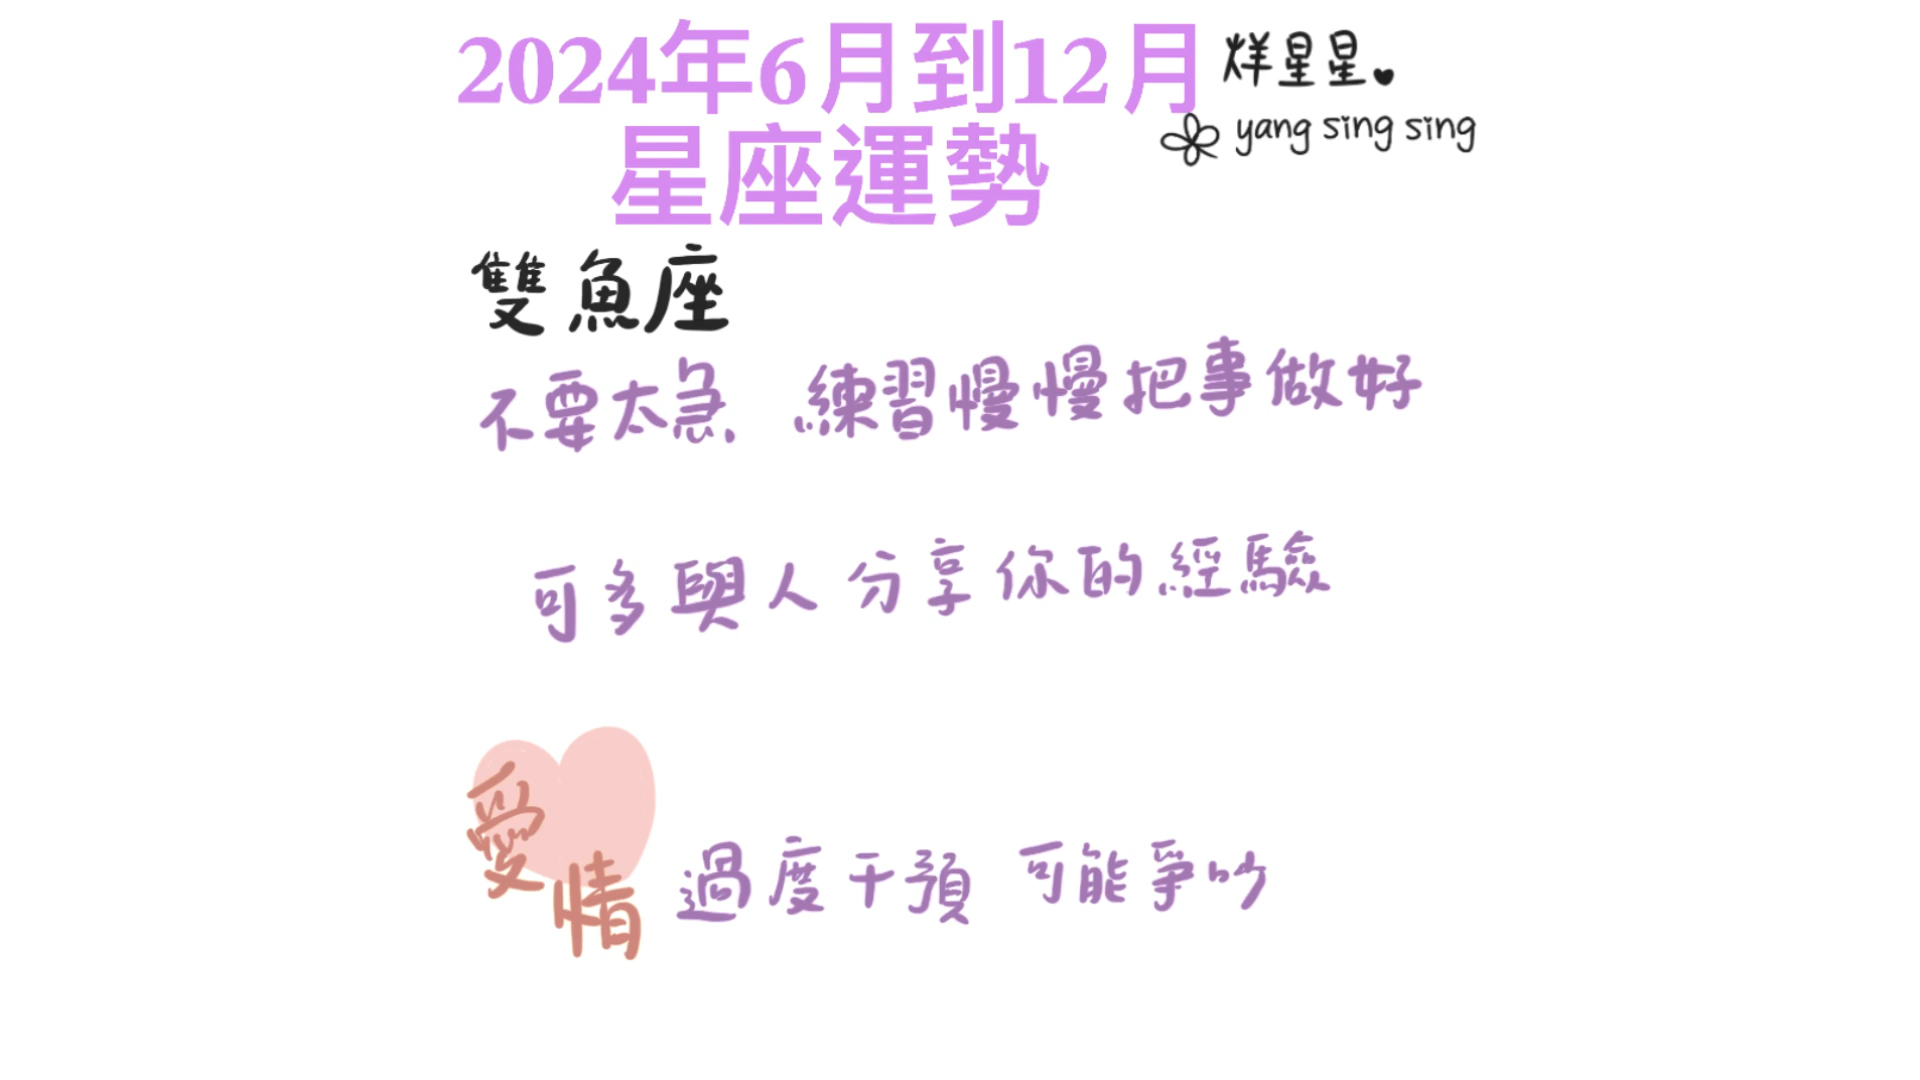 2024年6月到12月
星座運勢
烊星星
yang sing sing
雙魚座
不要太急 練習慢慢把事做好
可多與人分享你的經驗
愛情
過度干預 可能爭吵